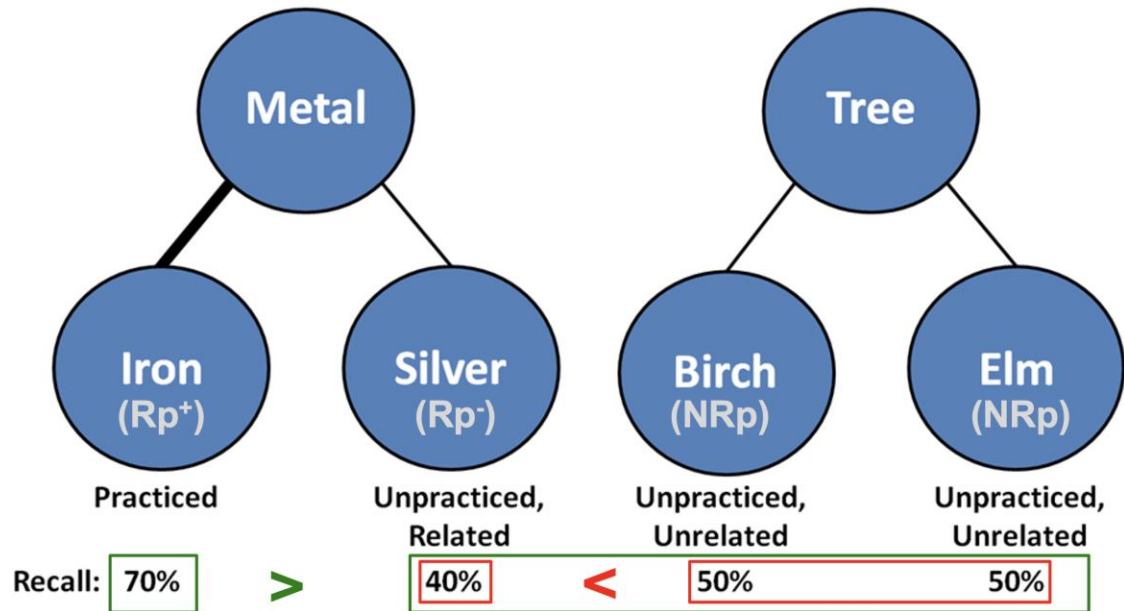 Metal
Tree
Iron
(Rp⁺)
Silver
(Rp⁻)
Birch
(NRp)
Elm
(NRp)
Practiced
Unpracticed,
Related
Unpracticed,
Unrelated
Unpracticed,
Unrelated
Recall: 70% > 40% < 50% 50%